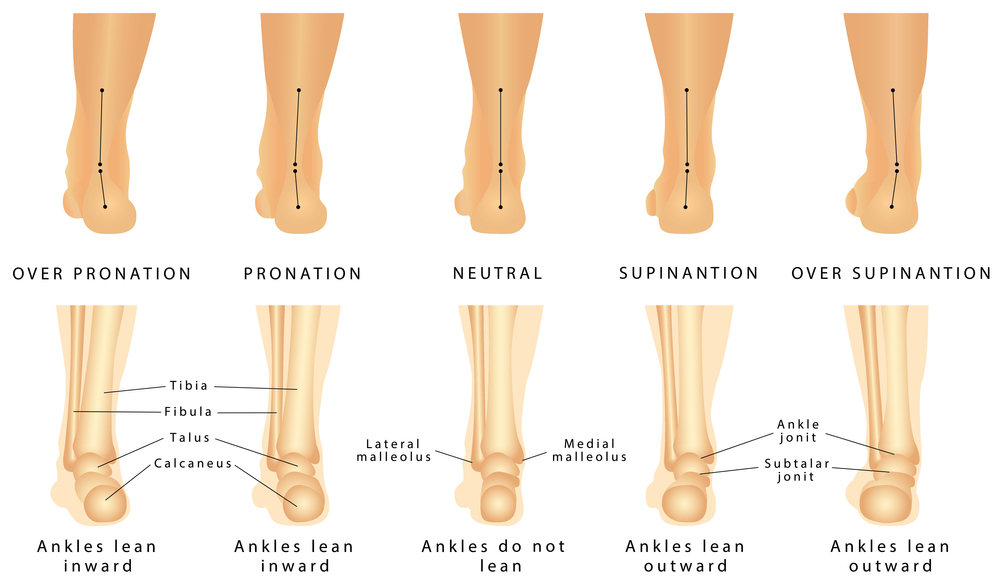 OVER PRONATION
PRONATION
NEUTRAL
SUPINANTION
OVER SUPINANTION
Tibia
Fibula
Talus
Calcaneus
Lateral
malleolus
Medial
malleolus
Ankle
jonit
Subtalar
jonit
Ankles lean
inward
Ankles lean
inward
Ankles do not
lean
Ankles lean
outward
Ankles lean
outward